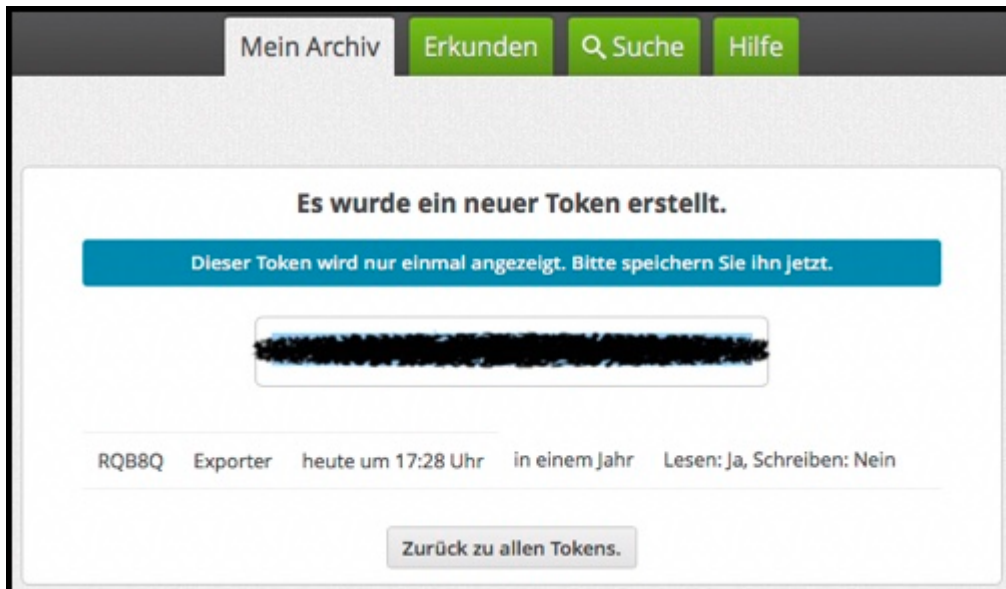 Mein Archiv Erkunden Suche Hilfe
Es wurde ein neuer Token erstellt.
Dieser Token wird nur einmal angezeigt. Bitte speichern Sie ihn jetzt.
RQB8Q Exporter heute um 17:28 Uhr in einem Jahr Lesen: Ja, Schreiben: Nein
Zurück zu allen Tokens.